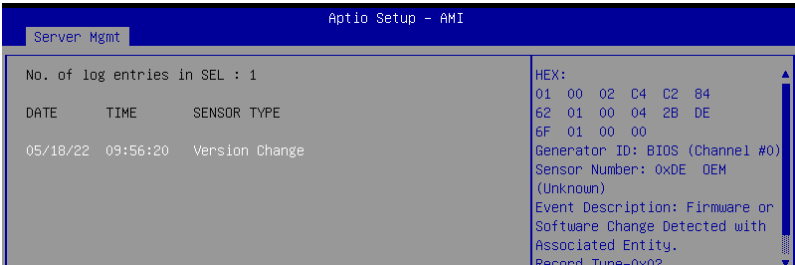 Aptio Setup – AMI
Server Mgmt
No. of log entries in SEL : 1
DATE TIME SENSOR TYPE
05/18/22 09:56:20 Version Change
HEX:
01 00 02 C4 C2 84
62 01 00 04 2B DE
6F 01 00 00
Generator ID: BIOS (Channel #0)
Sensor Number: 0xDE OEM
(Unknown)
Event Description: Firmware or
Software Change Detected with
Associated Entity.
Record Type-0x02